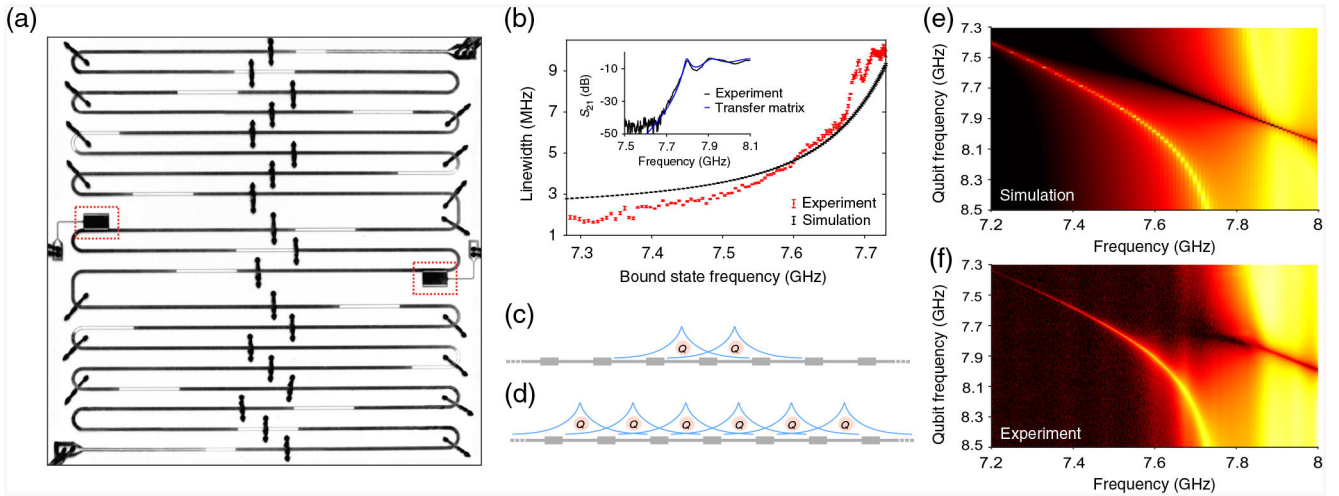 (a)
(b)
Linewidth (MHz)
9
7
5
3
1
7.3
7.4
7.5
7.6
7.7
Bound state frequency (GHz)
S21 (dB)
-10
-30
-50
7.5
7.7
7.9
8.1
Frequency (GHz)
Experiment
Transfer matrix
Experiment
Simulation
(c)
Q Q
(d)
Q Q Q Q Q Q
(e)
Qubit frequency (GHz)
7.3
7.5
7.7
7.9
8.1
8.3
8.5
Simulation
7.2
7.4
7.6
7.8
8
Frequency (GHz)
(f)
Qubit frequency (GHz)
7.3
7.5
7.7
7.9
8.1
8.3
8.5
Experiment
7.2
7.4
7.6
7.8
8
Frequency (GHz)